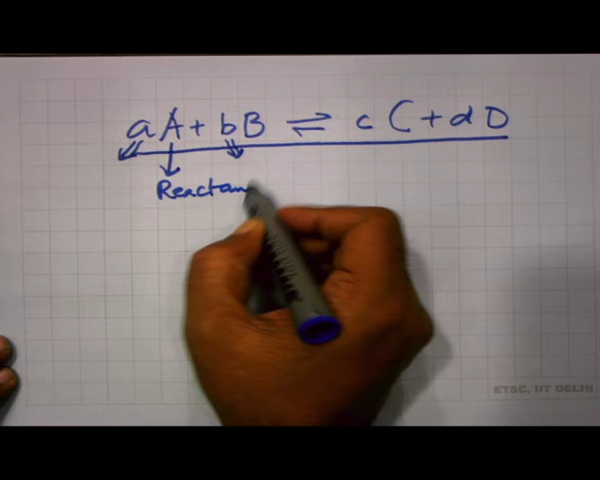 aA + bB ⇌ cC + dD
Reactan
ETSC, IIT DELHI